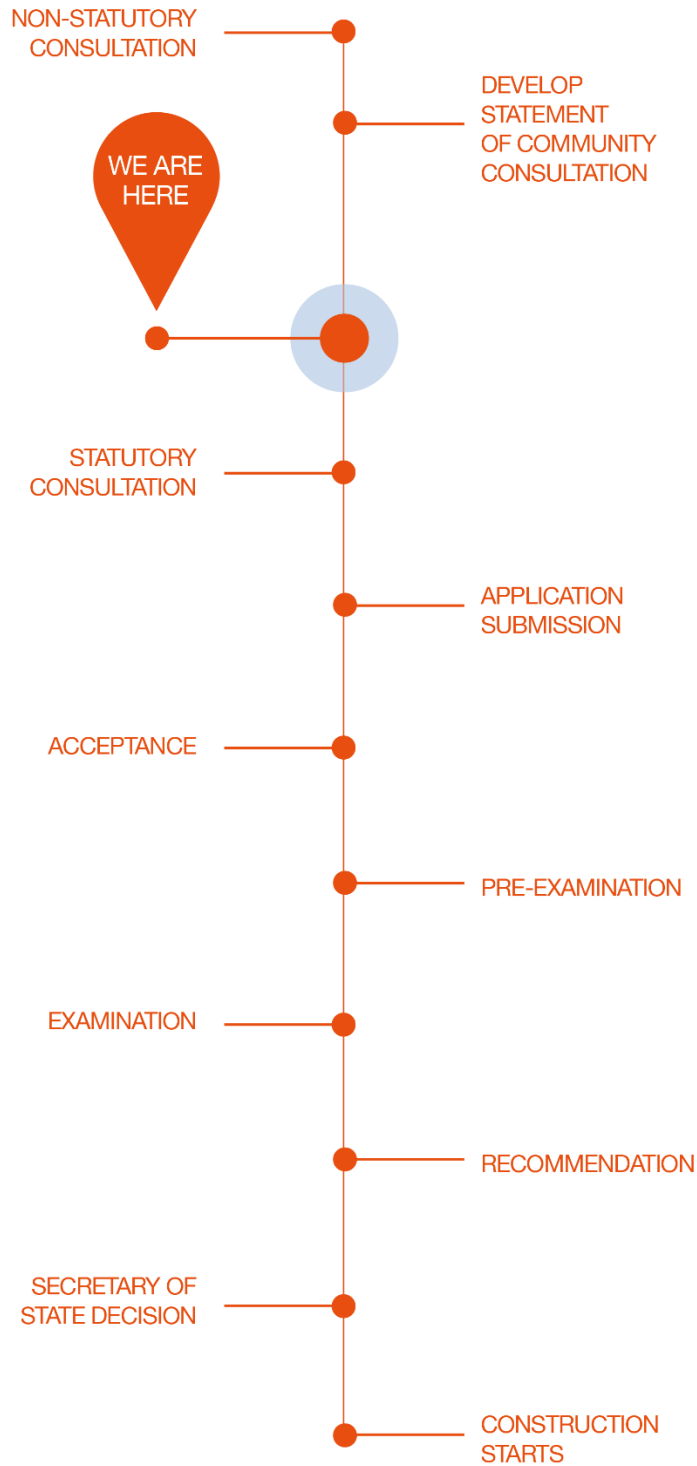 NON-STATUTORY
CONSULTATION
DEVELOP
STATEMENT
OF COMMUNITY
CONSULTATION
WE ARE
HERE
STATUTORY
CONSULTATION
APPLICATION
SUBMISSION
ACCEPTANCE
PRE-EXAMINATION
EXAMINATION
RECOMMENDATION
SECRETARY OF
STATE DECISION
CONSTRUCTION
STARTS